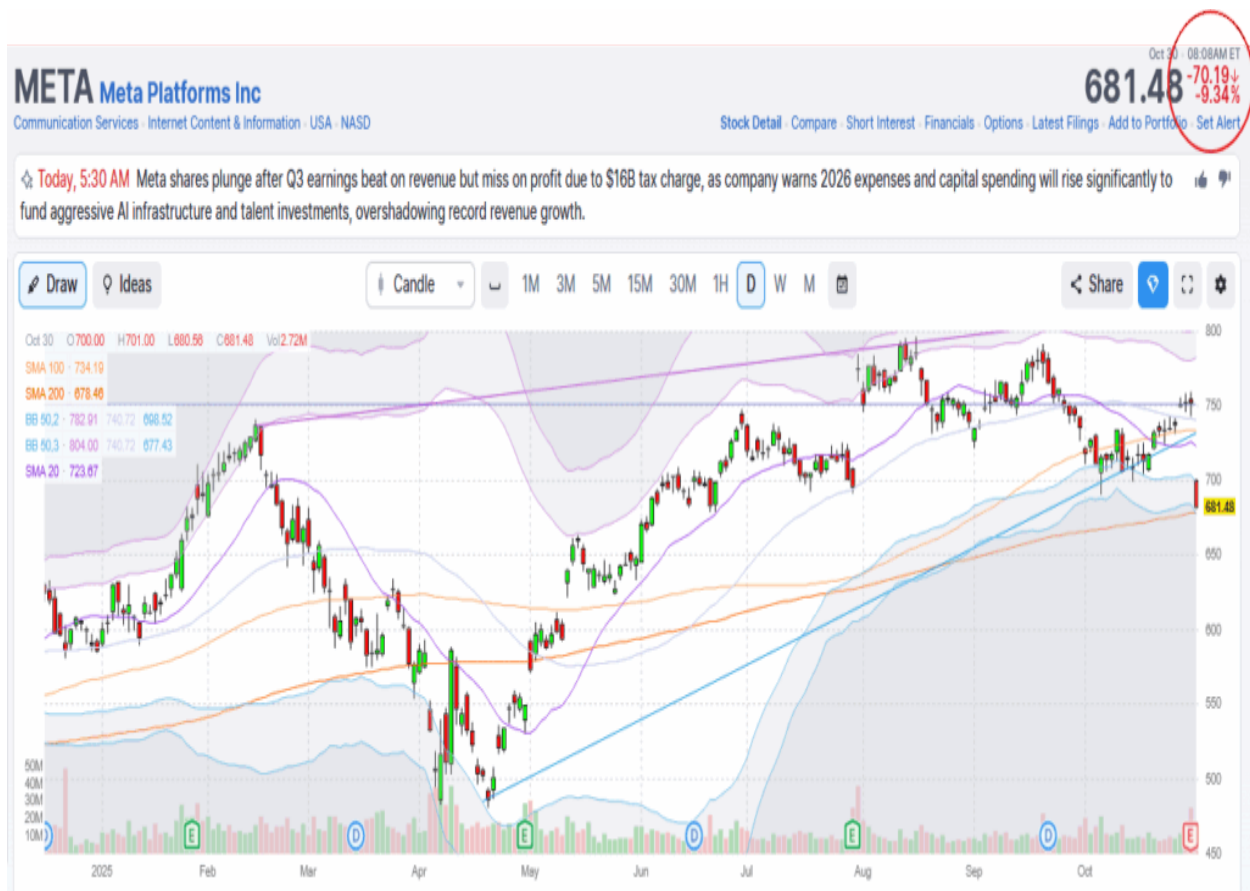 Oct 30 · 08:08AM ET
META Meta Platforms Inc 681.48 -70.19↓
-9.34%
Communication Services · Internet Content & Information · USA · NASD
Stock Detail · Compare · Short Interest · Financials · Options · Latest Filings · Add to Portfolio · Set Alert
Today, 5:30 AM Meta shares plunge after Q3 earnings beat on revenue but miss on profit due to $16B tax charge, as company warns 2026 expenses and capital spending will rise significantly to
fund aggressive AI infrastructure and talent investments, overshadowing record revenue growth.
Draw Ideas Candle 1M 3M 5M 15M 30M 1H D W M Share
Oct 30 O700.00 H701.00 L680.56 C681.48 Vol2.72M
SMA 100 · 734.19
SMA 200 · 678.46
BB 50,2 · 782.91 740.72 698.52
BB 50,3 · 804.00 740.72 677.43
SMA 20 · 723.67
800
750
700
681.48
650
600
550
500
450
50M
40M
30M
20M
10M
D E D E D E D E
2025 Feb Mar Apr May Jun Jul Aug Sep Oct